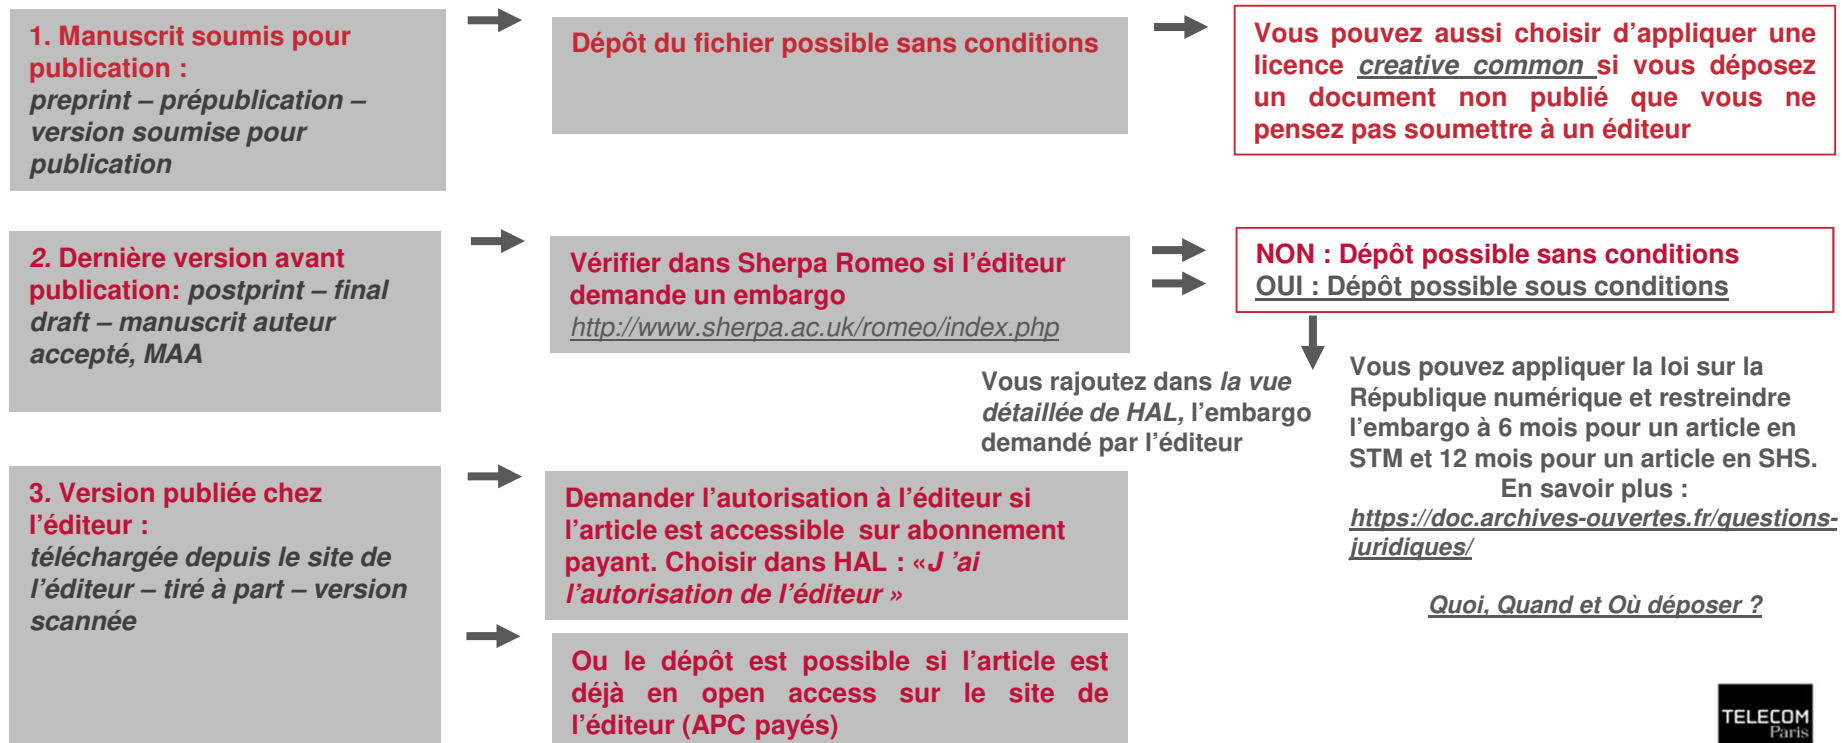 1. Manuscrit soumis pour
publication :
preprint – prépublication –
version soumise pour
publication
Dépôt du fichier possible sans conditions
Vous pouvez aussi choisir d'appliquer une
licence creative common si vous déposez
un document non publié que vous ne
pensez pas soumettre à un éditeur
2. Dernière version avant
publication: postprint – final
draft – manuscrit auteur
accepté, MAA
Vérifier dans Sherpa Romeo si l'éditeur
demande un embargo
http://www.sherpa.ac.uk/romeo/index.php
NON : Dépôt possible sans conditions
OUI : Dépôt possible sous conditions
Vous rajoutez dans la vue
détaillée de HAL, l'embargo
demandé par l'éditeur
Vous pouvez appliquer la loi sur la
République numérique et restreindre
l'embargo à 6 mois pour un article en
STM et 12 mois pour un article en SHS.
En savoir plus :
https://doc.archives-ouvertes.fr/questions-
juridiques/
Quoi, Quand et Où déposer ?
3. Version publiée chez
l'éditeur :
téléchargée depuis le site de
l'éditeur – tiré à part – version
scannée
Demander l'autorisation à l'éditeur si
l'article est accessible sur abonnement
payant. Choisir dans HAL : «J 'ai
l'autorisation de l'éditeur »
Ou le dépôt est possible si l'article est
déjà en open access sur le site de
l'éditeur (APC payés)
TELECOM
Paris